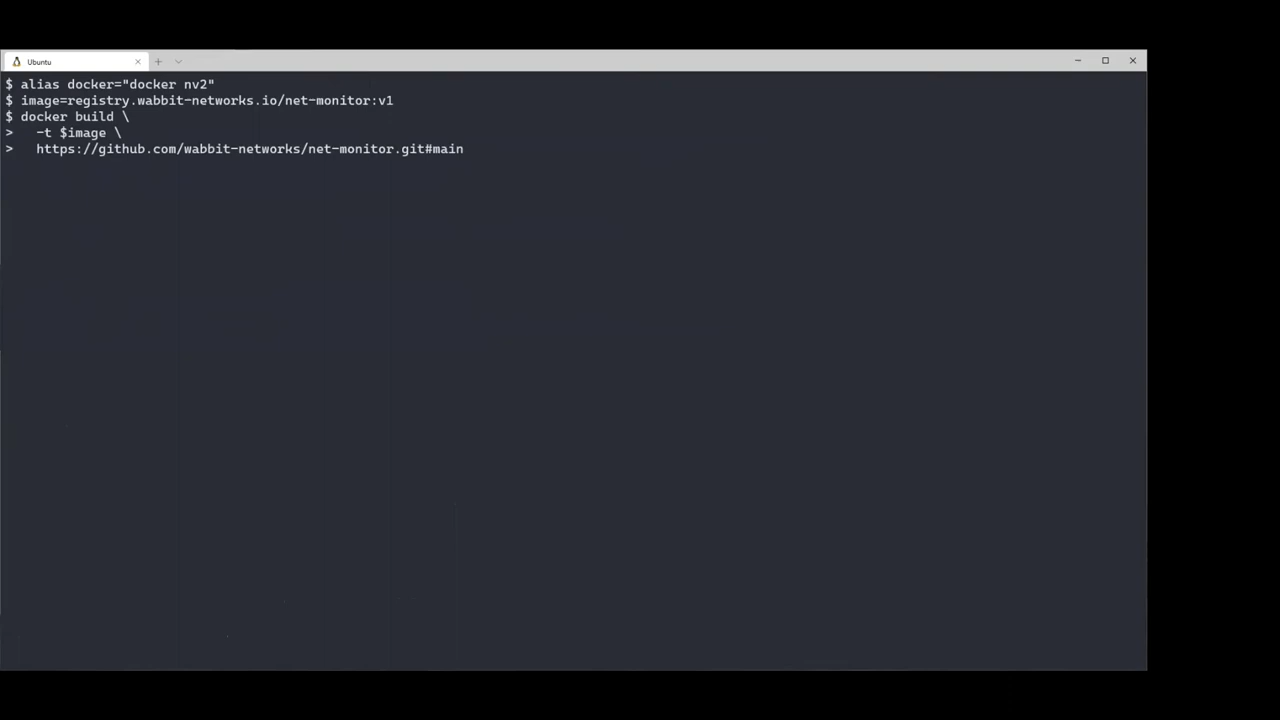 Ubuntu
$ alias docker="docker nv2"
$ image=registry.wabbit-networks.io/net-monitor:v1
$ docker build \
>   -t $image \
>   https://github.com/wabbit-networks/net-monitor.git#main